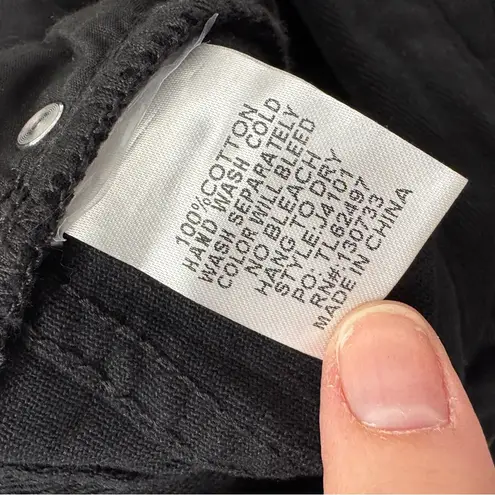 100% COTTON
HAND WASH COLD
WASH SEPARATELY
COLOR WILL BLEED
NO BLEACH
HANG TO DRY
STYLE:J4101
PO: TL62497
RN#:130733
MADE IN CHINA